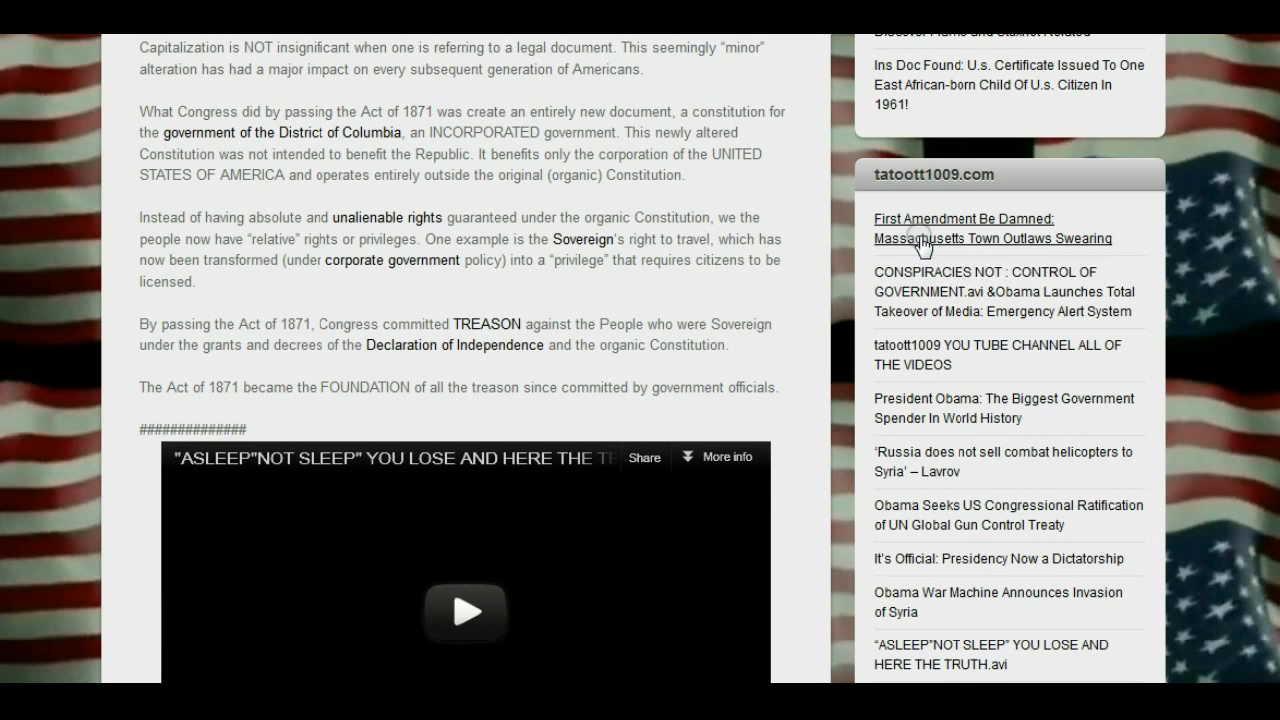 Capitalization is NOT insignificant when one is referring to a legal document. This seemingly “minor”
alteration has had a major impact on every subsequent generation of Americans.
What Congress did by passing the Act of 1871 was create an entirely new document, a constitution for
the government of the District of Columbia, an INCORPORATED government. This newly altered
Constitution was not intended to benefit the Republic. It benefits only the corporation of the UNITED
STATES OF AMERICA and operates entirely outside the original (organic) Constitution.
Instead of having absolute and unalienable rights guaranteed under the organic Constitution, we the
people now have “relative” rights or privileges. One example is the Sovereign's right to travel, which has
now been transformed (under corporate government policy) into a “privilege” that requires citizens to be
licensed.
By passing the Act of 1871, Congress committed TREASON against the People who were Sovereign
under the grants and decrees of the Declaration of Independence and the organic Constitution.
The Act of 1871 became the FOUNDATION of all the treason since committed by government officials.
##############
"ASLEEP"NOT SLEEP" YOU LOSE AND HERE THE TR
Share
More info
Ins Doc Found: U.s. Certificate Issued To One
East African-born Child Of U.s. Citizen In
1961!
tatoott1009.com
First Amendment Be Damned:
Massachusetts Town Outlaws Swearing
CONSPIRACIES NOT : CONTROL OF
GOVERNMENT.avi &Obama Launches Total
Takeover of Media: Emergency Alert System
tatoott1009 YOU TUBE CHANNEL ALL OF
THE VIDEOS
President Obama: The Biggest Government
Spender In World History
‘Russia does not sell combat helicopters to
Syria’ – Lavrov
Obama Seeks US Congressional Ratification
of UN Global Gun Control Treaty
It's Official: Presidency Now a Dictatorship
Obama War Machine Announces Invasion
of Syria
“ASLEEP”NOT SLEEP” YOU LOSE AND
HERE THE TRUTH.avi